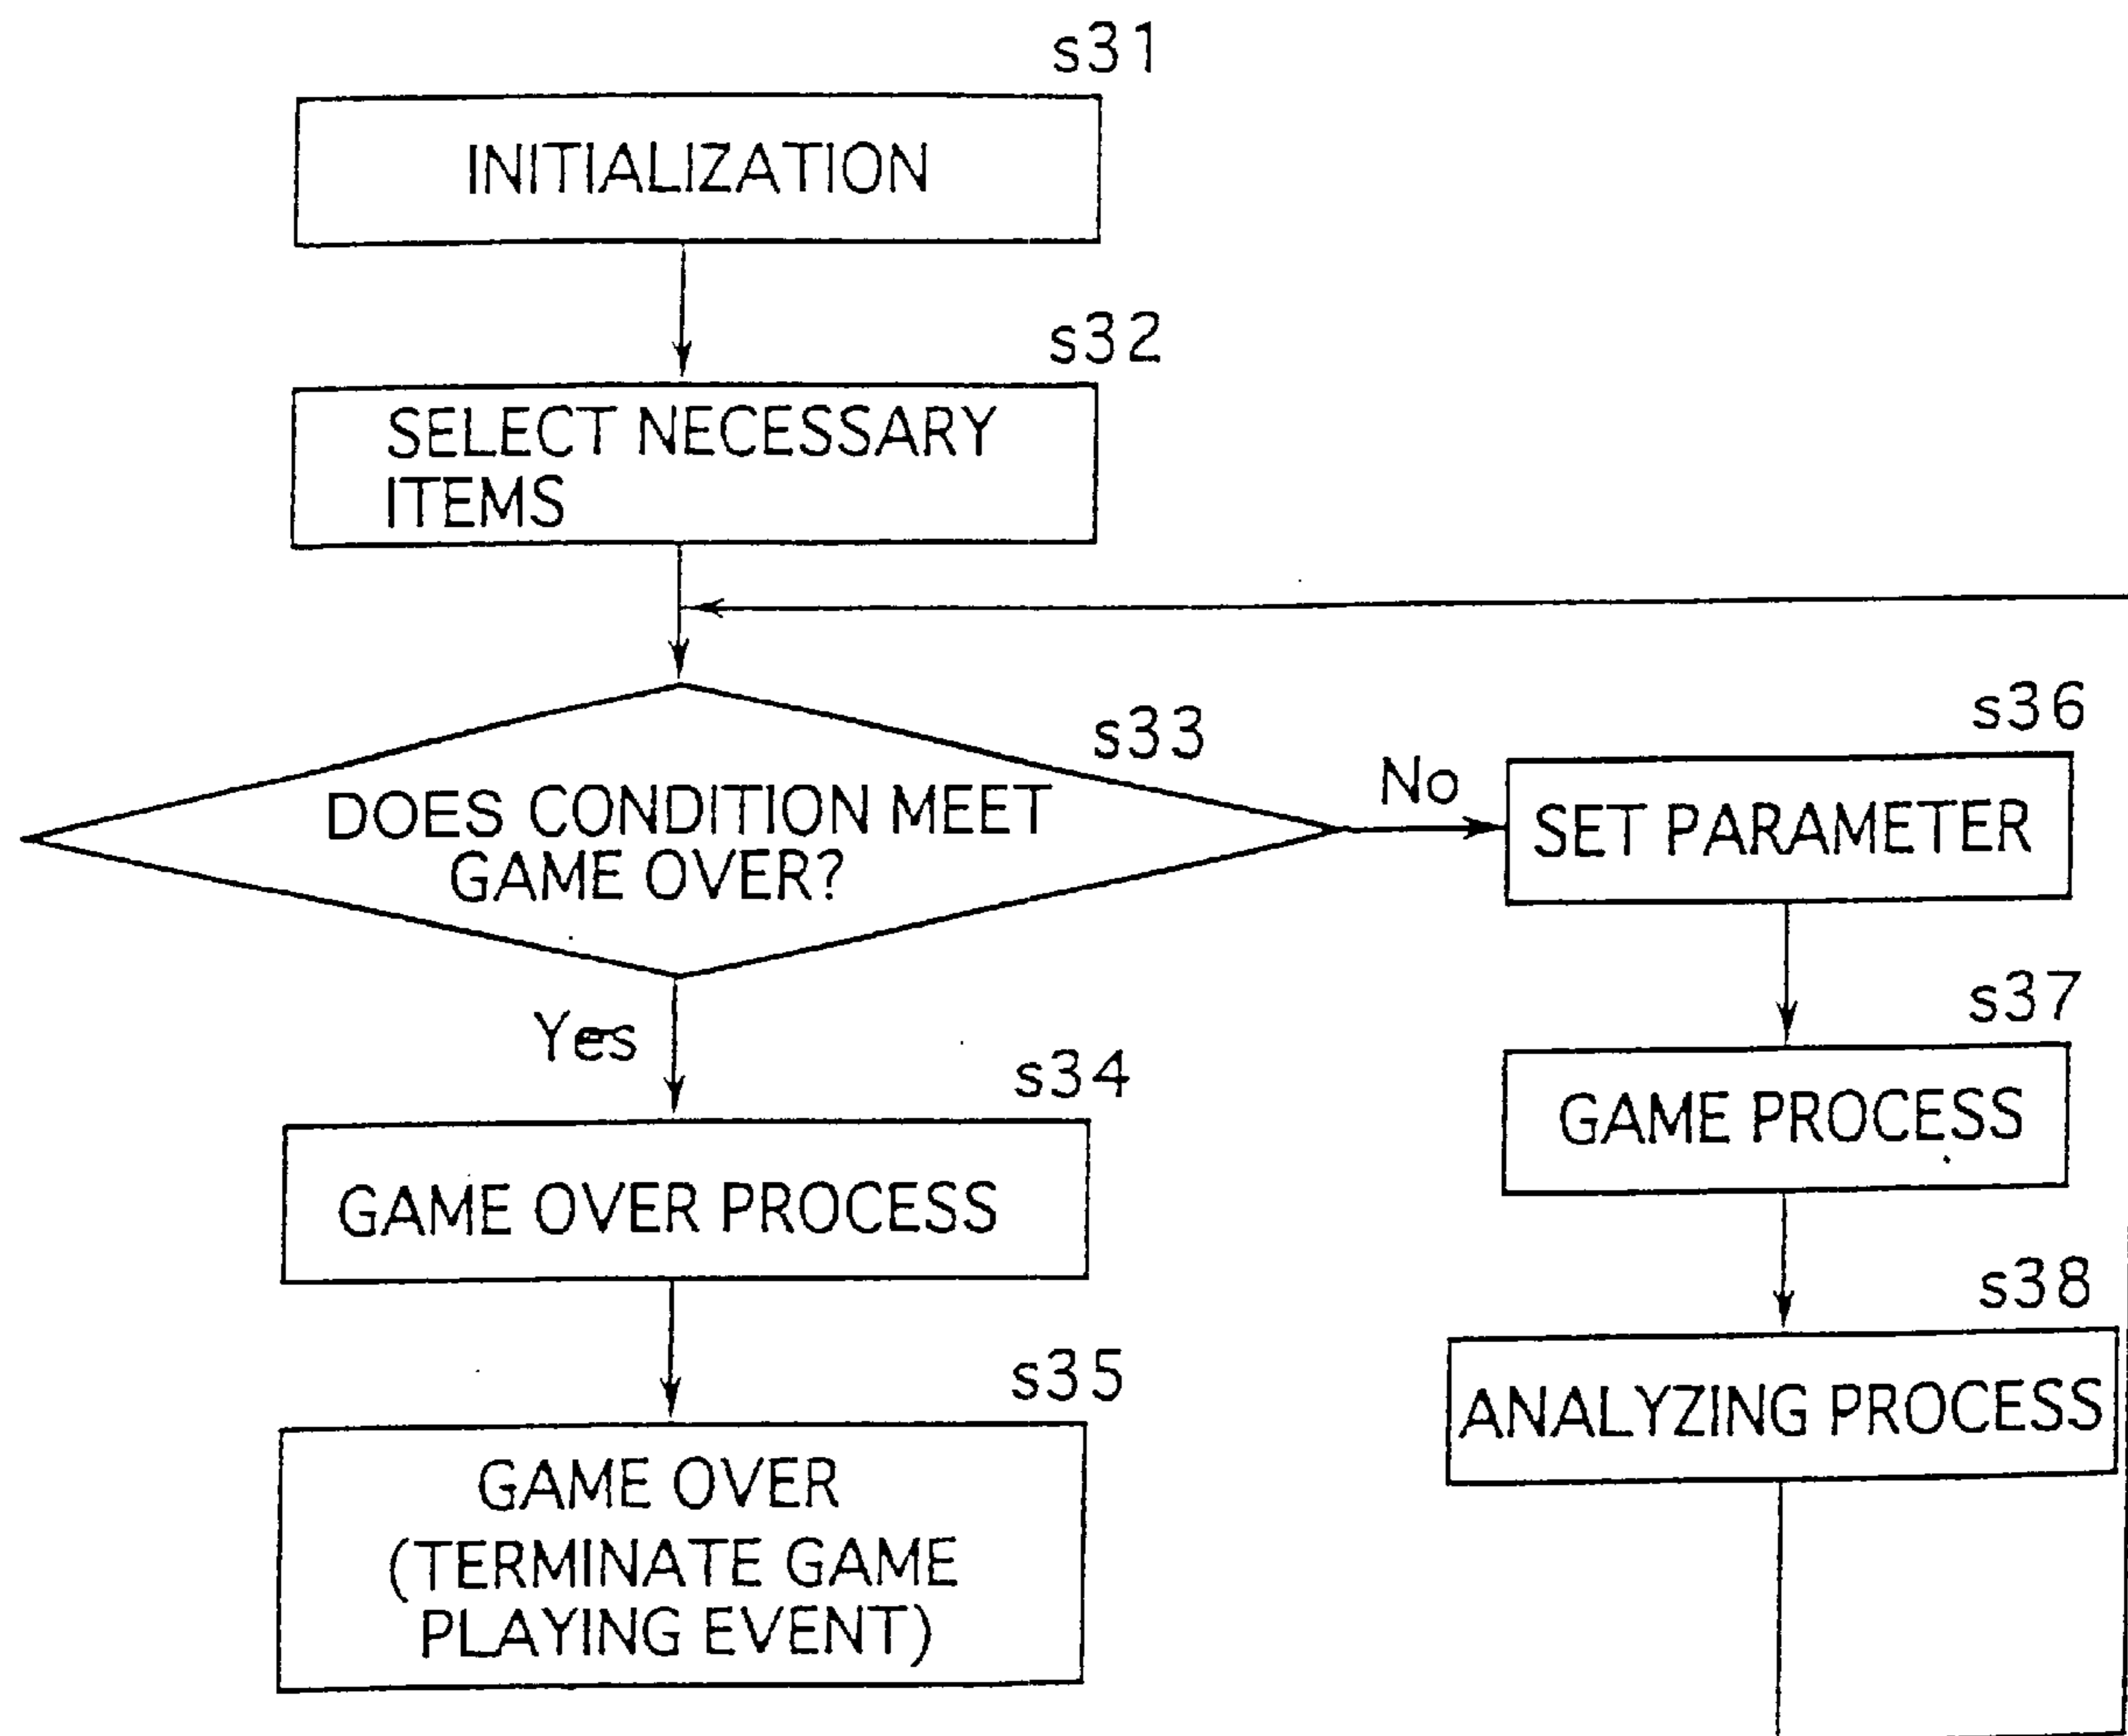 s31
INITIALIZATION
s32
SELECT NECESSARY
ITEMS
s33
DOES CONDITION MEET
GAME OVER?
No
Yes
s34
GAME OVER PROCESS
s35
GAME OVER
(TERMINATE GAME
PLAYING EVENT)
s36
SET PARAMETER
s37
GAME PROCESS
s38
ANALYZING PROCESS